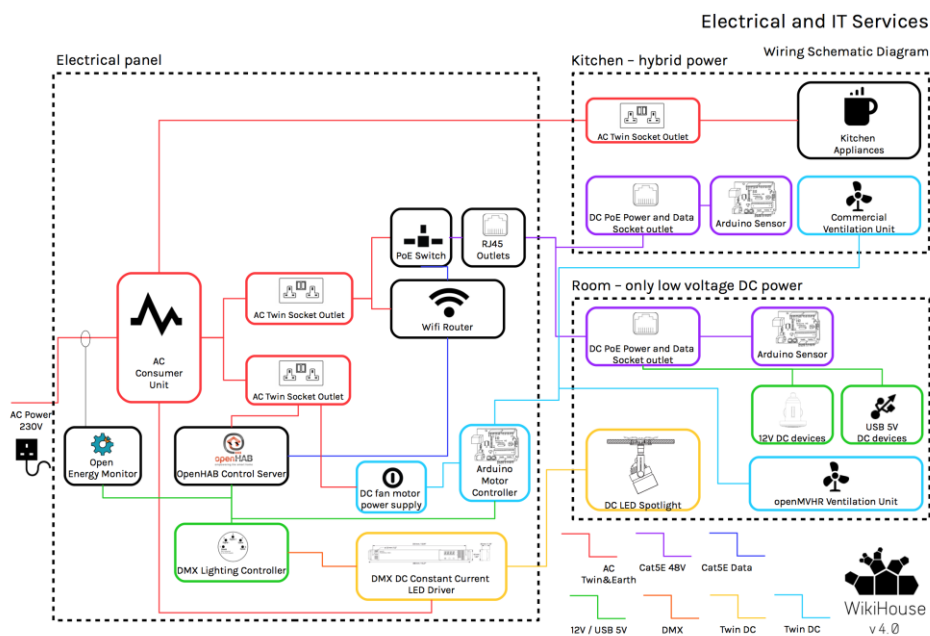 Electrical and IT Services
Wiring Schematic Diagram
Electrical panel
Kitchen – hybrid power
AC Twin Socket Outlet
Kitchen
Appliances
DC PoE Power and Data
Socket outlet
Arduino Sensor
Commercial
Ventilation Unit
PoE Switch
RJ45
Outlets
AC Twin Socket Outlet
Wifi Router
AC
Consumer
Unit
AC Twin Socket Outlet
Room – only low voltage DC power
DC PoE Power and Data
Socket outlet
Arduino Sensor
12V DC devices
USB 5V
DC devices
AC Power
230V
Open
Energy Monitor
openHAB
OpenHAB Control Server
DC fan motor
power supply
Arduino
Motor
Controller
DC LED Spotlight
openMVHR Ventilation Unit
DMX Lighting Controller
DMX DC Constant Current
LED Driver
AC
Twin&Earth
Cat5E 48V
Cat5E Data
12V / USB 5V
DMX
Twin DC
Twin DC
WikiHouse
v 4.0